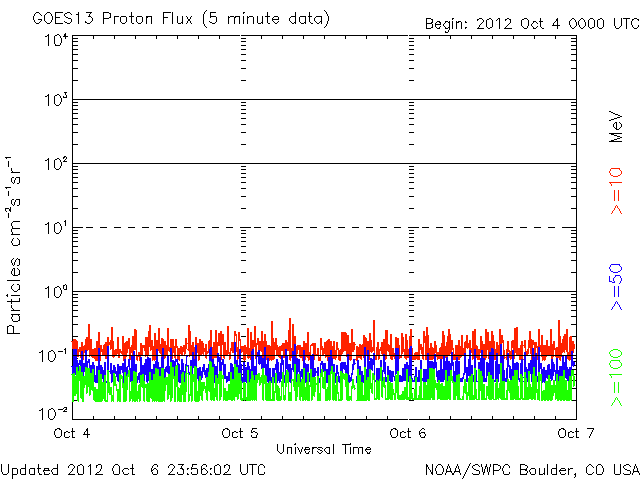 GOES13 Proton Flux (5 minute data)
Begin: 2012 Oct 4 0000 UTC
Particles cm⁻²s⁻¹sr⁻¹
10⁴
10³
10²
10¹
10⁰
10⁻¹
10⁻²
Oct 4
Oct 5
Oct 6
Oct 7
Universal Time
MeV
>=10
>=50
>=100
Updated 2012 Oct 6 23:56:02 UTC
NOAA/SWPC Boulder, CO USA